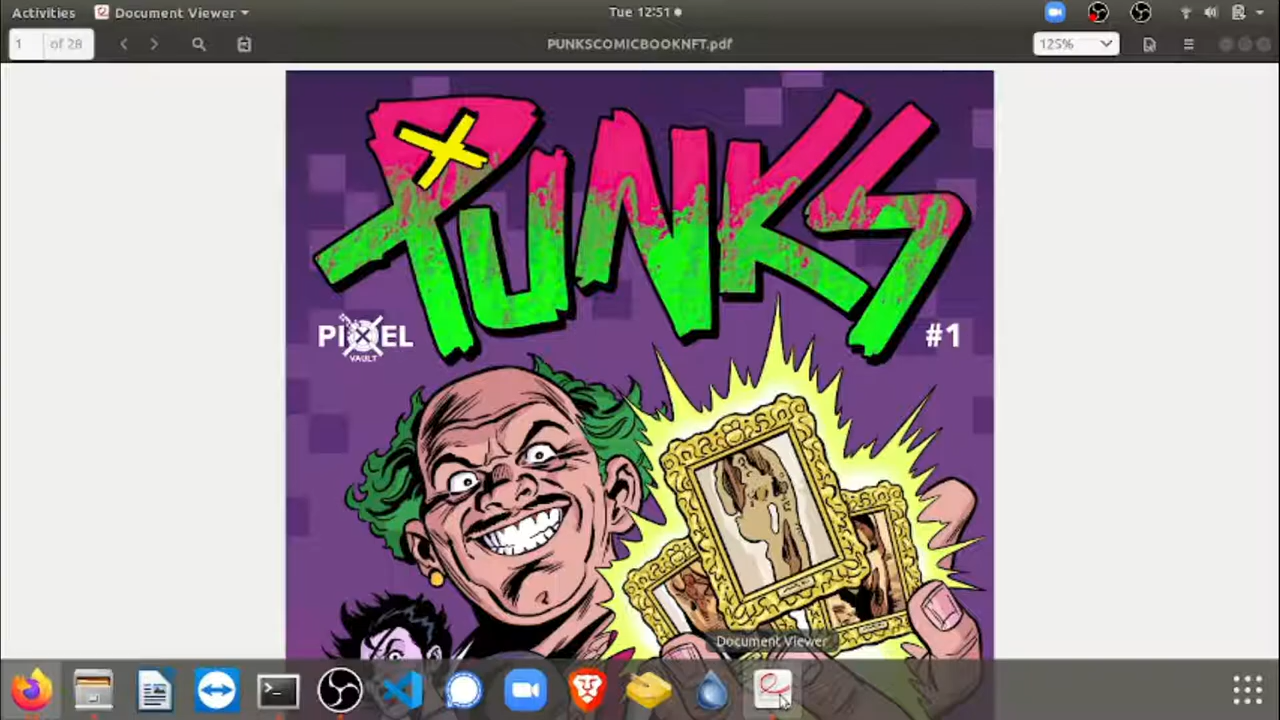 Activities
Document Viewer
Tue 12:51
1 of 28
PUNKSCOMICBOOKNFT.pdf
125%
PUNKS
PIXEL
VAULT
#1
Document Viewer